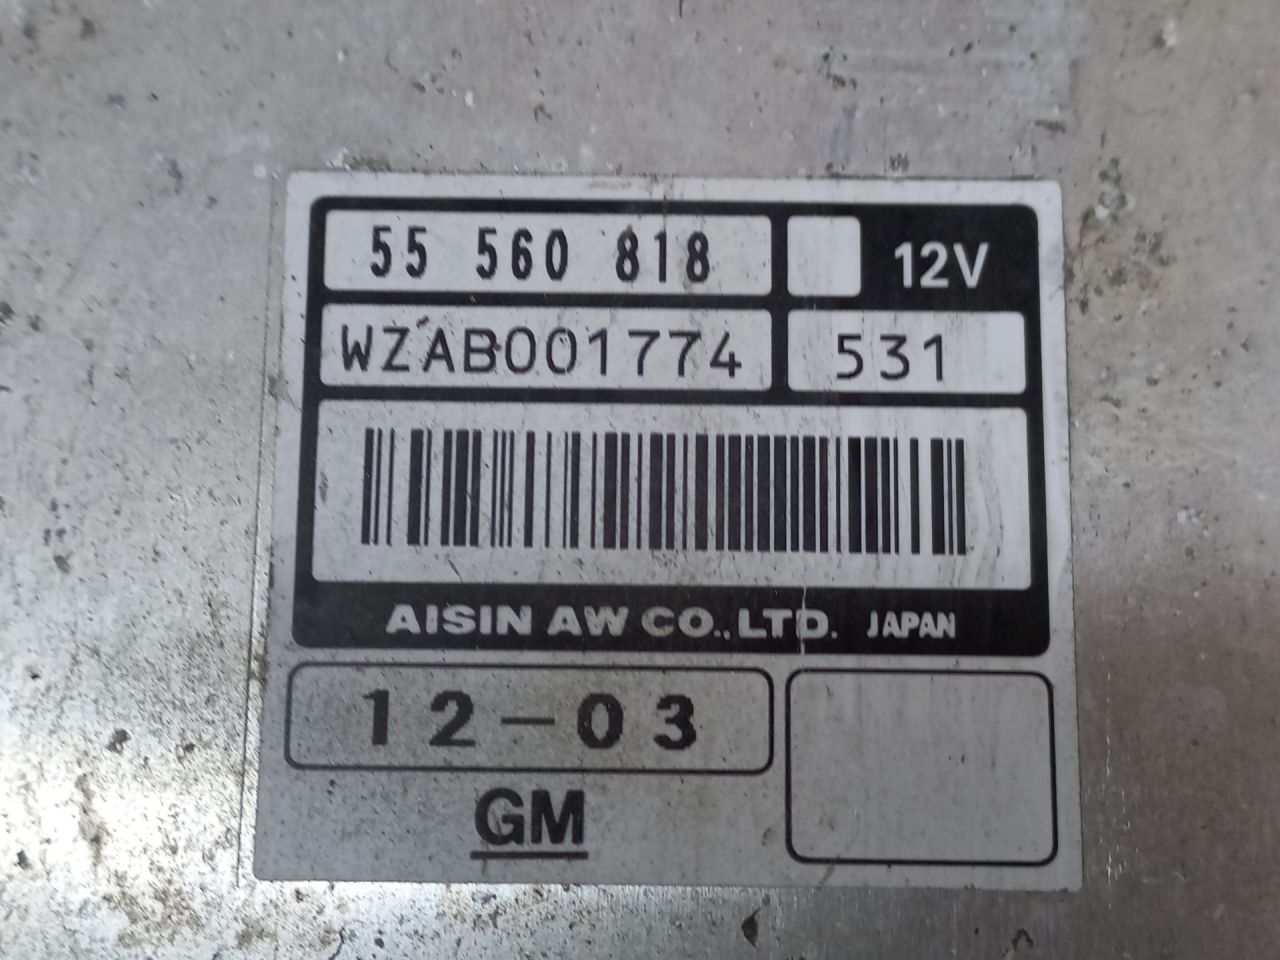 55 560 818 12V
WZAB001774 531
AISIN AW CO., LTD. JAPAN
12-03
GM